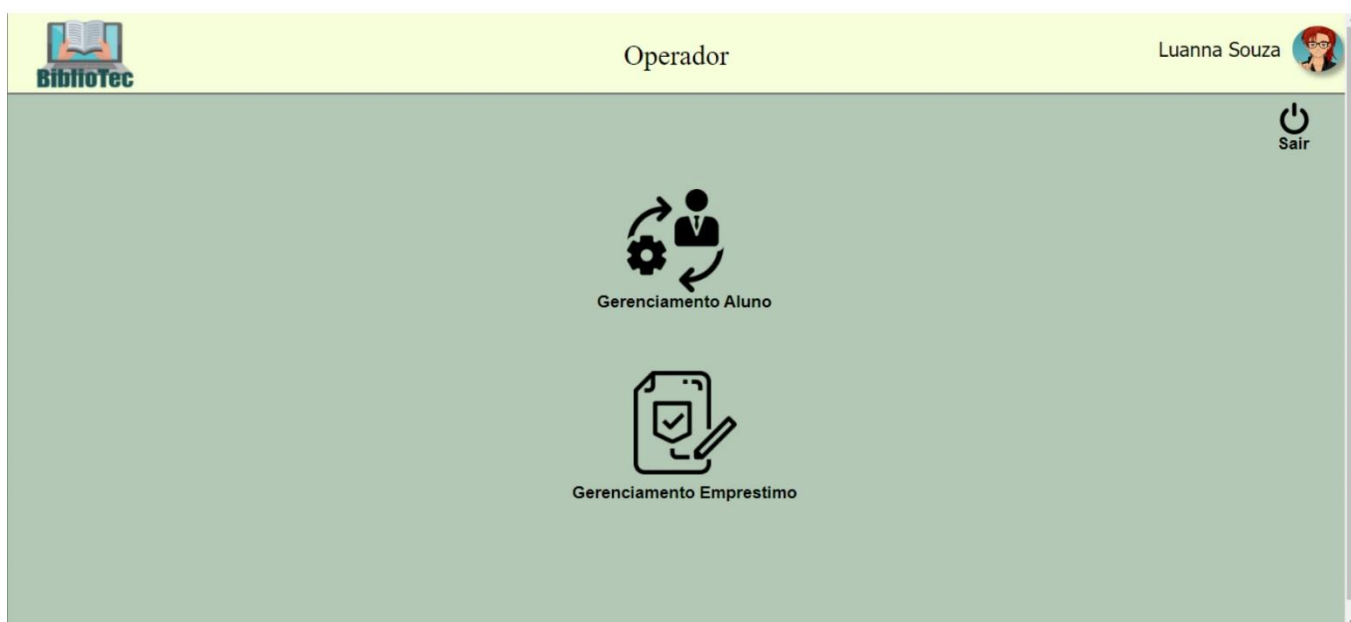 BiblioTec
Operador
Luanna Souza
Sair
Gerenciamento Aluno
Gerenciamento Emprestimo